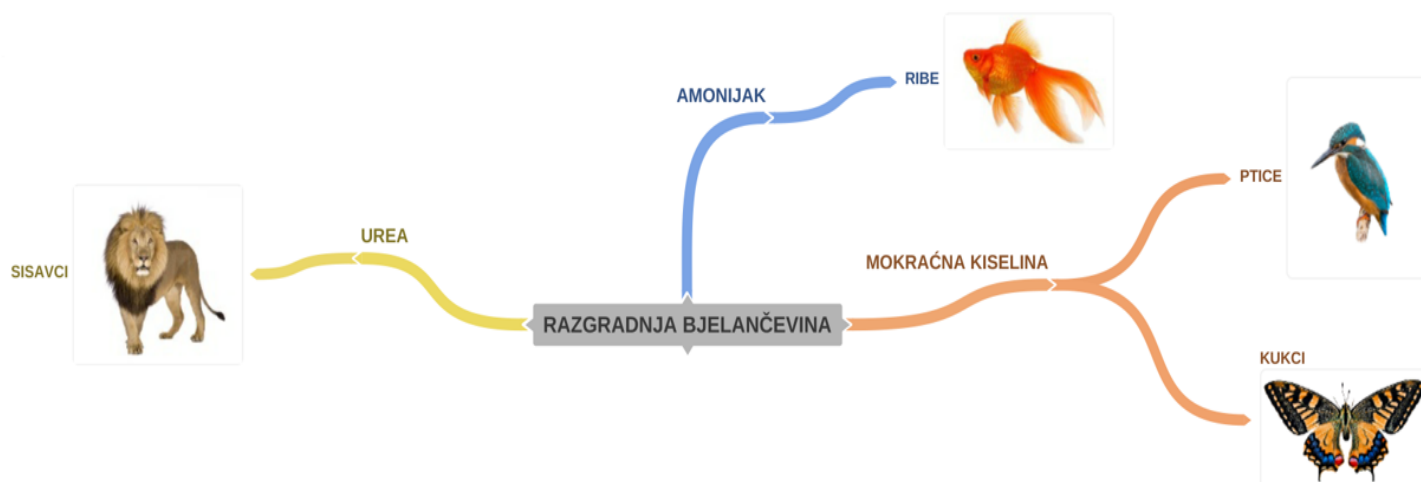 RAZGRADNJA BJELANČEVINA
AMONIJAK
RIBE
MOKRAĆNA KISELINA
PTICE
KUKCI
UREA
SISAVCI